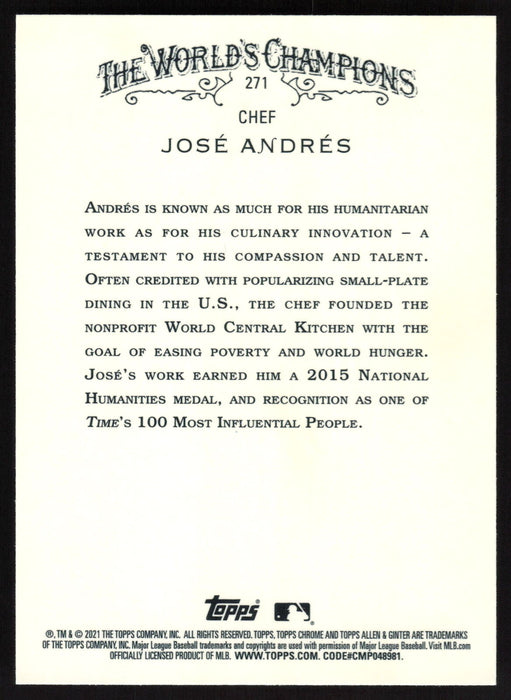 THE WORLD'S CHAMPIONS
271
CHEF
JOSÉ ANDRÉS
ANDRÉS IS KNOWN AS MUCH FOR HIS HUMANITARIAN
WORK AS FOR HIS CULINARY INNOVATION – A
TESTAMENT TO HIS COMPASSION AND TALENT.
OFTEN CREDITED WITH POPULARIZING SMALL-PLATE
DINING IN THE U.S., THE CHEF FOUNDED THE
NONPROFIT WORLD CENTRAL KITCHEN WITH THE
GOAL OF EASING POVERTY AND WORLD HUNGER.
JOSÉ'S WORK EARNED HIM A 2015 NATIONAL
HUMANITIES MEDAL, AND RECOGNITION AS ONE OF
TIME'S 100 MOST INFLUENTIAL PEOPLE.
Topps
®, TM & © 2021 THE TOPPS COMPANY, INC. ALL RIGHTS RESERVED. TOPPS, TOPPS CHROME AND TOPPS ALLEN & GINTER ARE TRADEMARKS
OF THE TOPPS COMPANY, INC. Major League Baseball trademarks and copyrights are used with permission of Major League Baseball. Visit MLB.com
OFFICIALLY LICENSED PRODUCT OF MLB. WWW.TOPPS.COM. CODE#CMP048981.